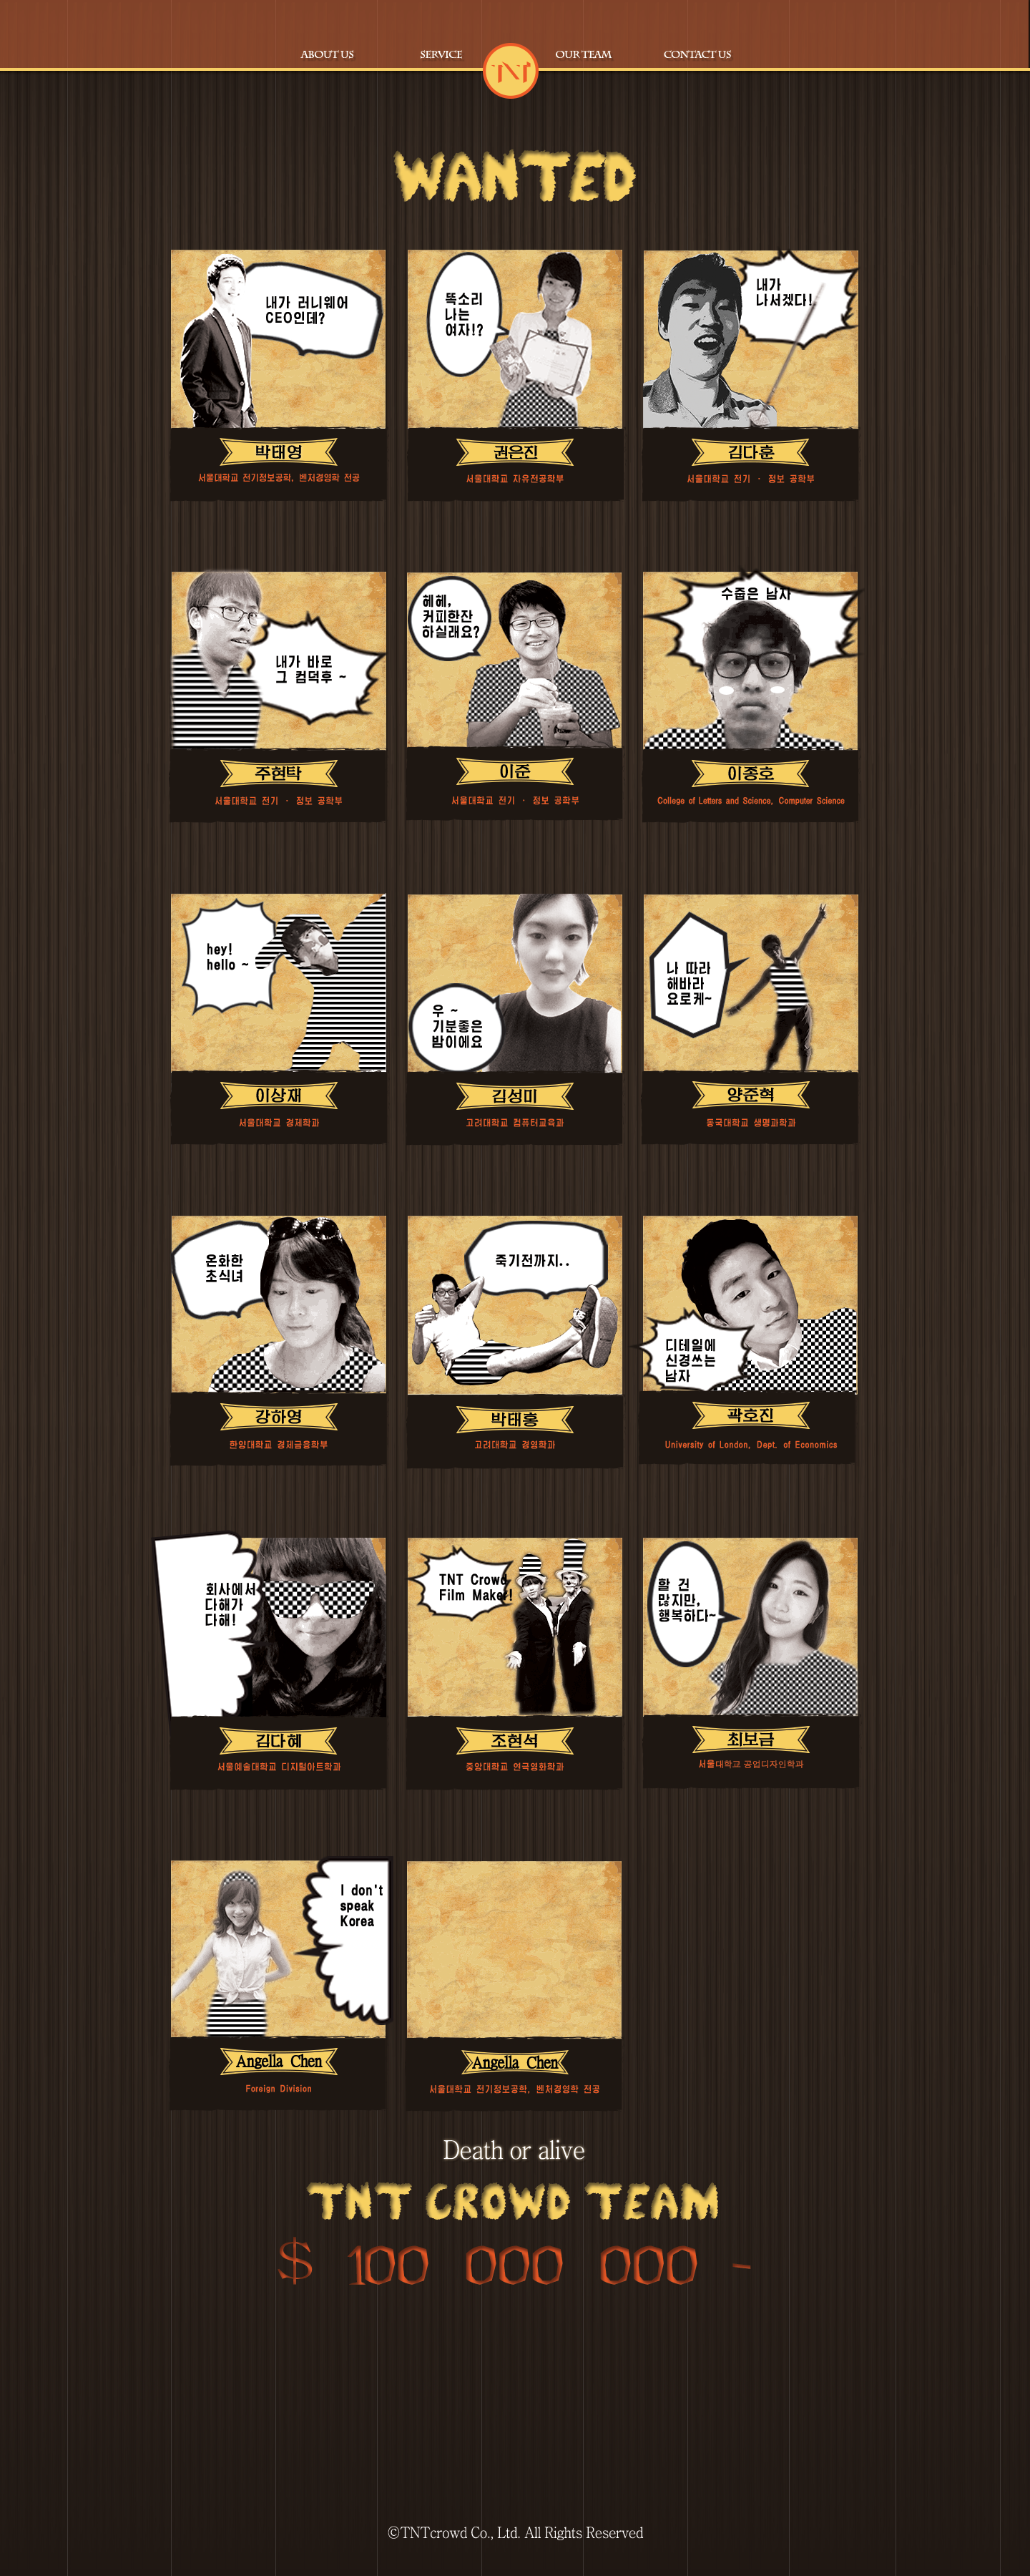 ABOUT US
SERVICE
TNT
OUR TEAM
CONTACT US
WANTED
내가 러니웨어
CEO인데?
박태영
서울대학교 전기정보공학, 벤처경영학 전공
똑소리
나는
여자!?
권은진
서울대학교 자유전공학부
내가
나서겠다!
김다훈
서울대학교 전기 · 정보 공학부
내가 바로
그 컴덕후 ~
주현탁
서울대학교 전기 · 정보 공학부
헤헤,
커피한잔
하실래요?
이준
서울대학교 전기 · 정보 공학부
수줍은 남자
이종호
College of Letters and Science, Computer Science
hey!
hello ~
이상재
서울대학교 경제학과
우 ~
기분좋은
밤이에요
김성미
고려대학교 컴퓨터교육과
나 따라
해바라
요로케~
양준혁
동국대학교 생명과학과
온화한
초식녀
강하영
한양대학교 경제금융학부
죽기전까지..
박태홍
고려대학교 경영학과
디테일에
신경쓰는
남자
곽호진
University of London, Dept. of Economics
회사에서
다해가
다해!
김다혜
서울예술대학교 디지털아트학과
TNT Crowd
Film Maker!
조현석
중앙대학교 연극영화학과
할 건
많지만,
행복하다~
최보금
서울대학교 공업디자인학과
I don't
speak
Korea
Angella Chen
Foreign Division
Angella Chen
서울대학교 전기정보공학, 벤처경영학 전공
Death or alive
TNT CROWD TEAM
$ 100 000 000 -
©TNTcrowd Co., Ltd. All Rights Reserved